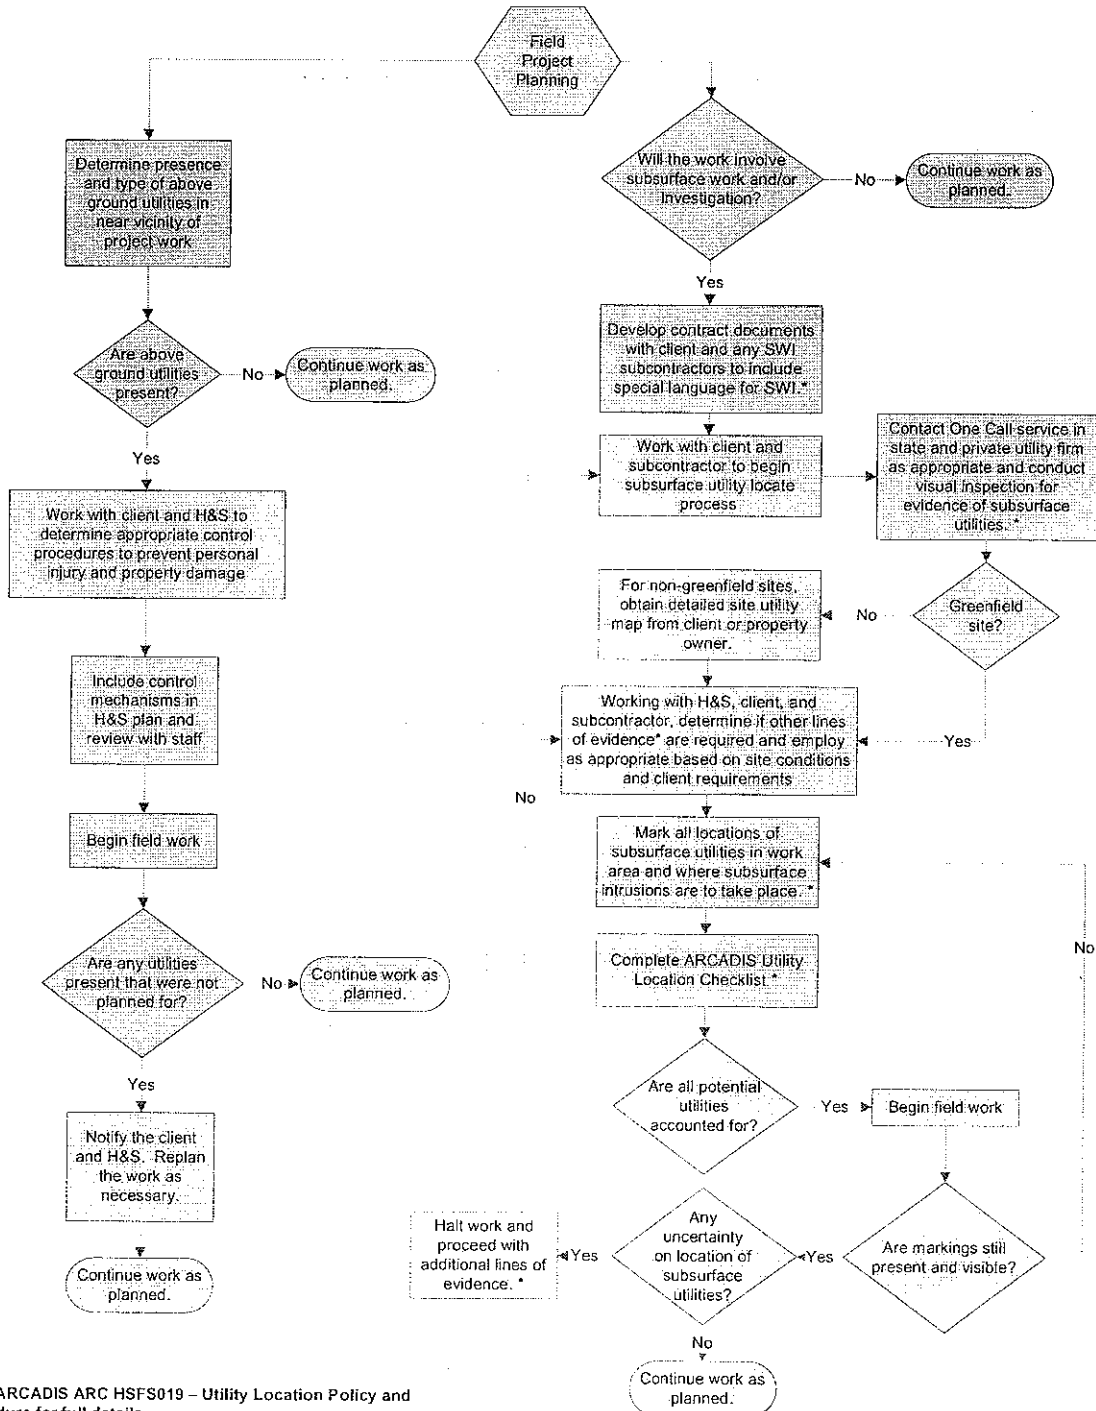 Field
Project
Planning
Determine presence
and type of above
ground utilities in
near vicinity of
project work
Are above
ground utilities
present?
No
Continue work as
planned.
Yes
Work with client and H&S to
determine appropriate control
procedures to prevent personal
injury and property damage
Include control
mechanisms in
H&S plan and
review with staff
Begin field work
Are any utilities
present that were not
planned for?
No
Continue work as
planned.
Yes
Notify the client
and H&S. Replan
the work as
necessary.
Continue work as
planned.
Will the work involve
subsurface work and/or
Investigation?
No
Continue work as
planned.
Yes
Develop contract documents
with client and any SWI
subcontractors to include
special language for SWI.*
Work with client and
subcontractor to begin
subsurface utility locate
process
Contact One Call service in
state and private utility firm
as appropriate and conduct
visual inspection for
evidence of subsurface
utilities. *
Greenfield
site?
No
For non-greenfield sites,
obtain detailed site utility
map from client or property
owner.
Yes
Working with H&S, client, and
subcontractor, determine if other lines
of evidence* are required and employ
as appropriate based on site conditions
and client requirements
No
Mark all locations of
subsurface utilities in work
area and where subsurface
intrusions are to take place. *
No
Complete ARCADIS Utility
Location Checklist *
Are all potential
utilities
accounted for?
Yes
Begin field work
Are markings still
present and visible?
Yes
Any
uncertainly
on location of
subsurface
utilities?
Yes
Halt work and
proceed with
additional lines of
evidence. *
No
Continue work as
planned.
ARCADIS ARC HSFS019 – Utility Location Policy and
for full details